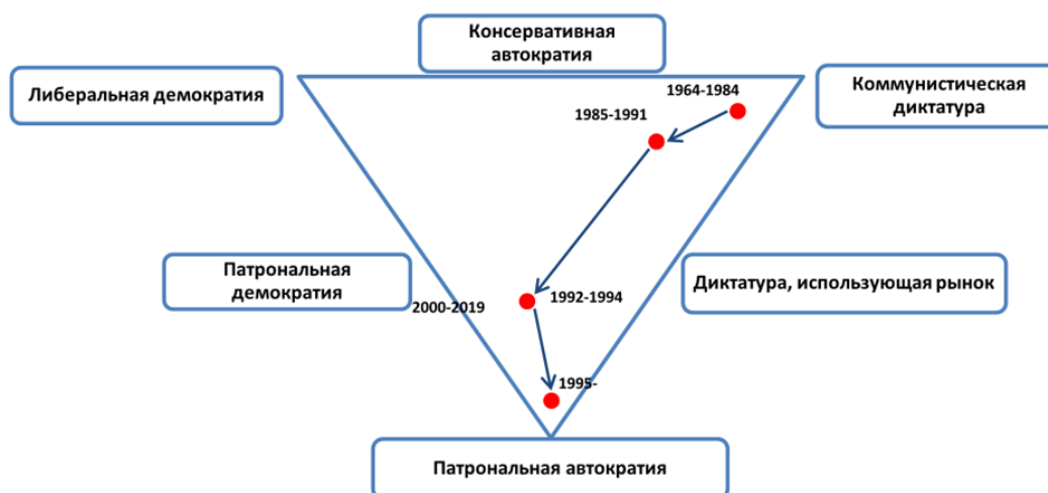 Консервативная
автократия
Либеральная демократия
Коммунистическая
диктатура
1964-1984
1985-1991
Патрональная
демократия
Диктатура, использующая рынок
2000-2019
1992-1994
1995-
Патрональная автократия